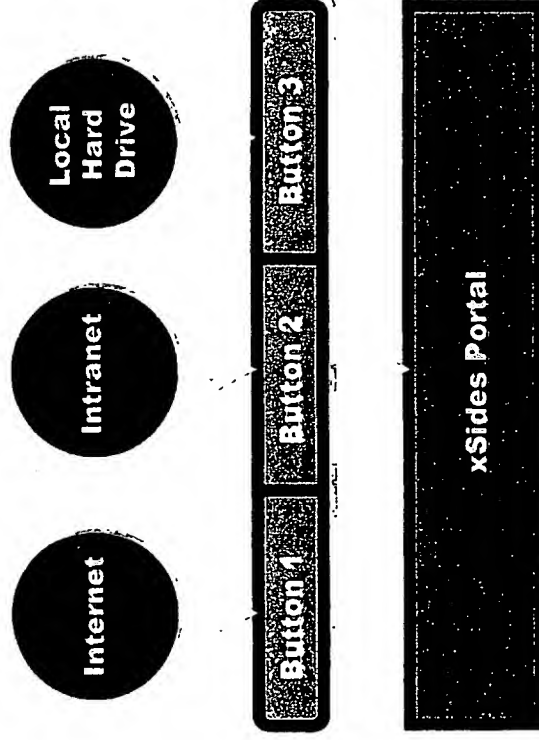 Internet
Intranet
Local
Hard
Drive
Button 1
Button 2
Button 3
xSides Portal